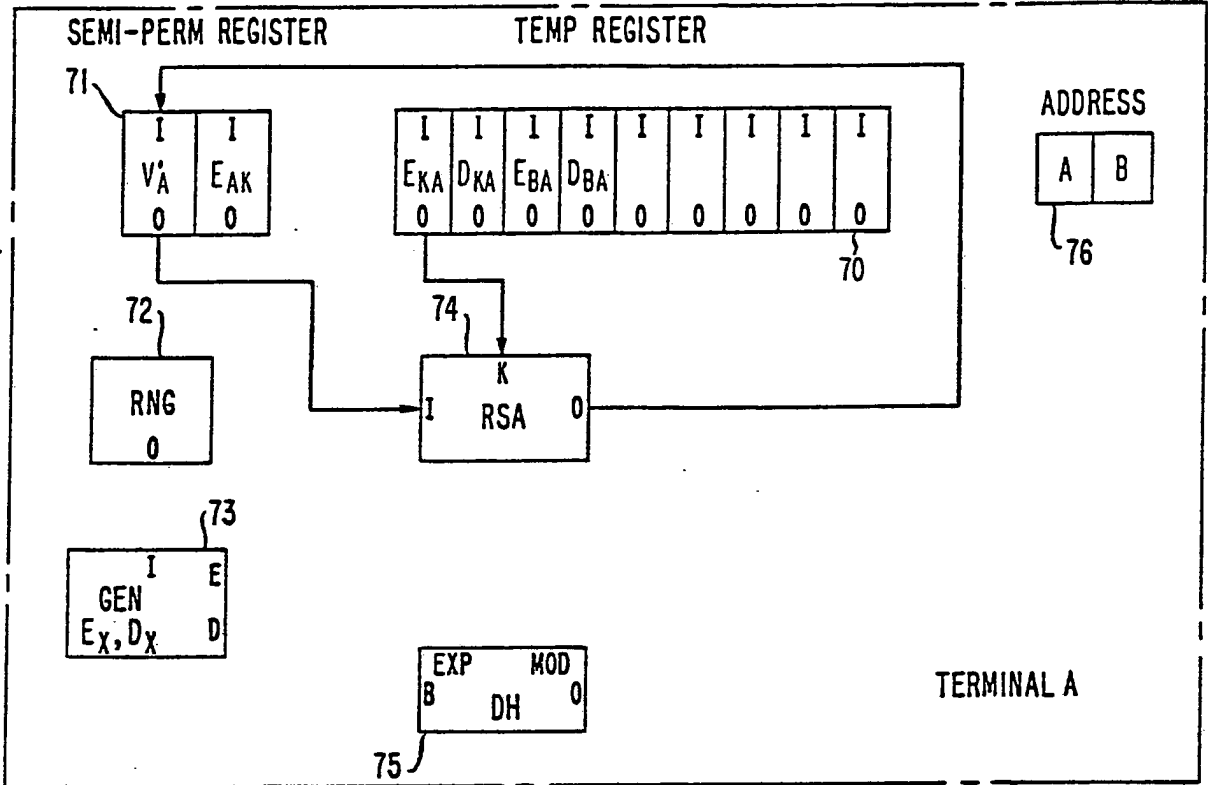 SEMI-PERM REGISTER
TEMP REGISTER
71
I I
V'A EAK
0 0
I I I I I I I I I
EKA DKA EBA DBA
0 0 0 0 0 0 0 0 0
70
ADDRESS
A B
76
72
RNG
0
74
K
I RSA 0
73
I E
GEN
EX, DX D
EXP MOD
B DH 0
75
TERMINAL A